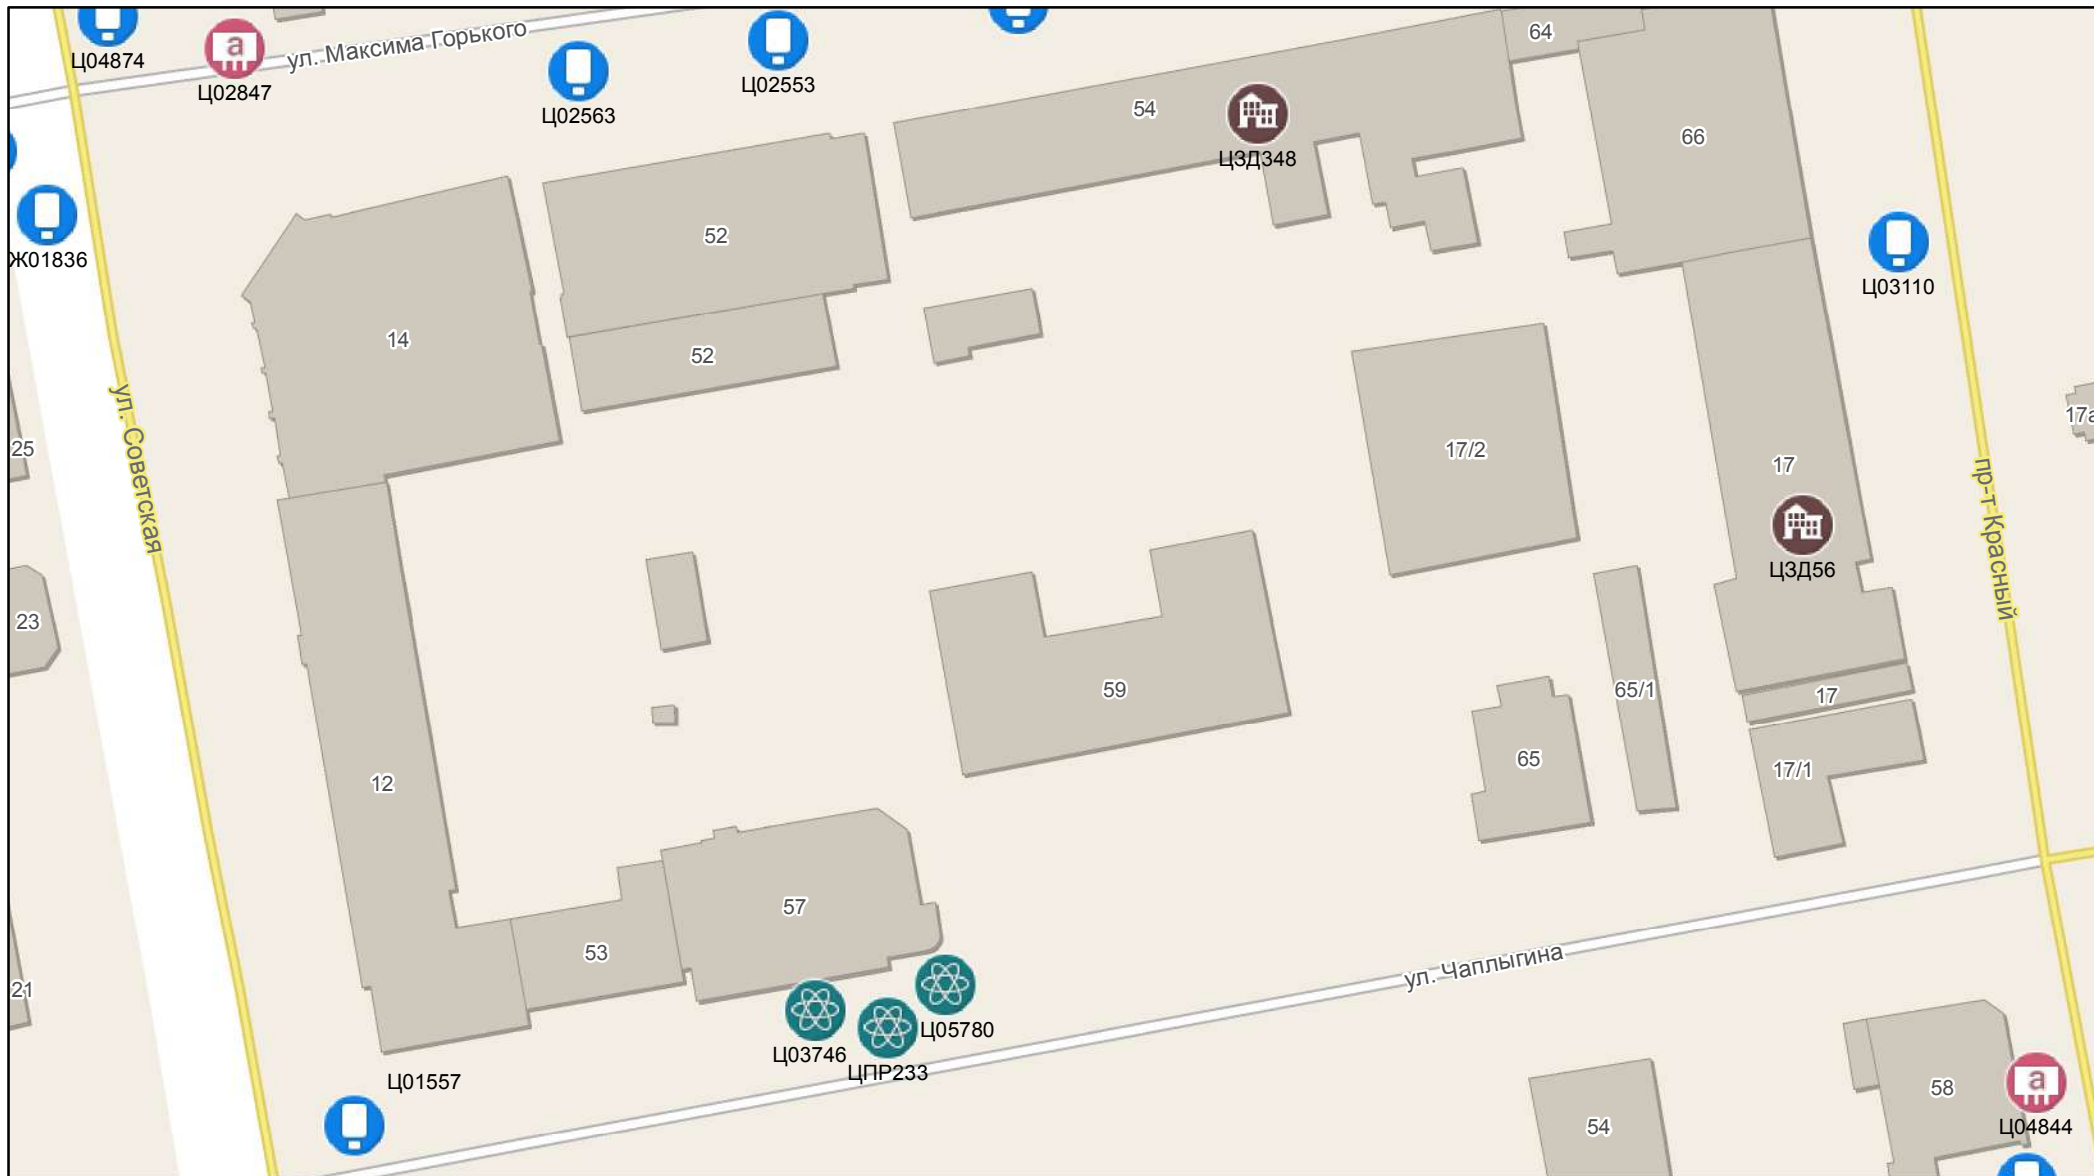 Ц04874
Ц02847
ул. Максима Горького
Ц02563
Ц02553
54
ЦЗД348
64
66
Ж01836
52
14
52
Ц03110
17а
25
17/2
17
ул. Советская
пр-т Красный
ЦЗД56
23
59
65/1
17
65
17/1
12
57
53
ул. Чаплыгина
21
Ц03746
ЦПР233
Ц05780
Ц01557
54
58
Ц04844